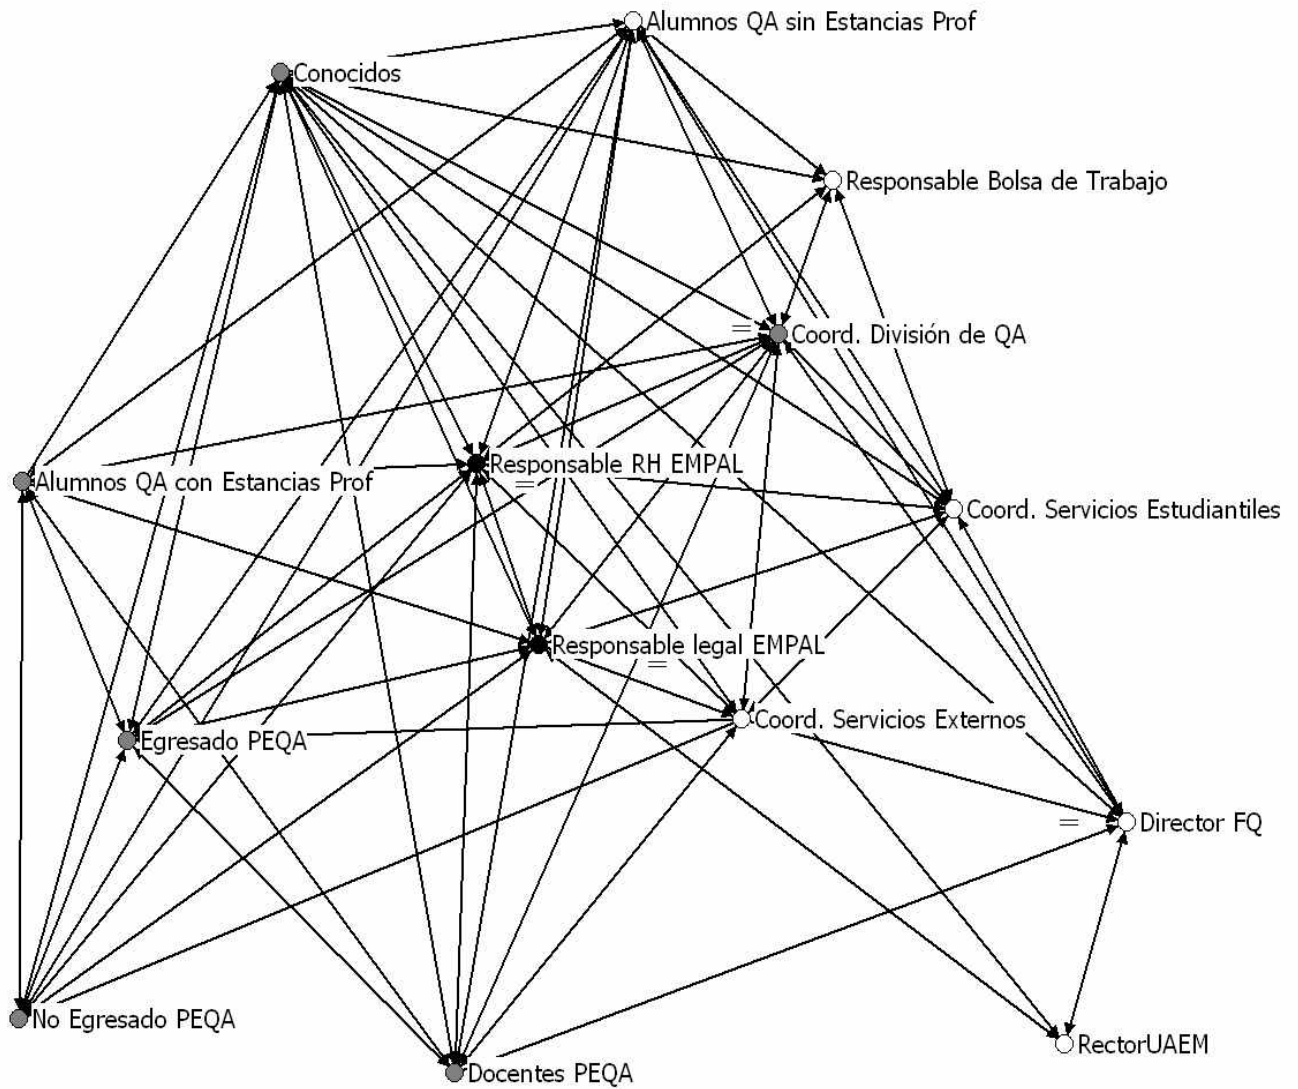 Alumnos QA sin Estancias Prof
Conocidos
Responsable Bolsa de Trabajo
=
Coord. División de QA
Responsable RH EMPAL
Alumnos QA con Estancias Prof
=
Coord. Servicios Estudiantiles
Responsable legal EMPAL
=
Coord. Servicios Externos
Egresado PEQA
=
Director FQ
No Egresado PEQA
RectorUAEM
Docentes PEQA